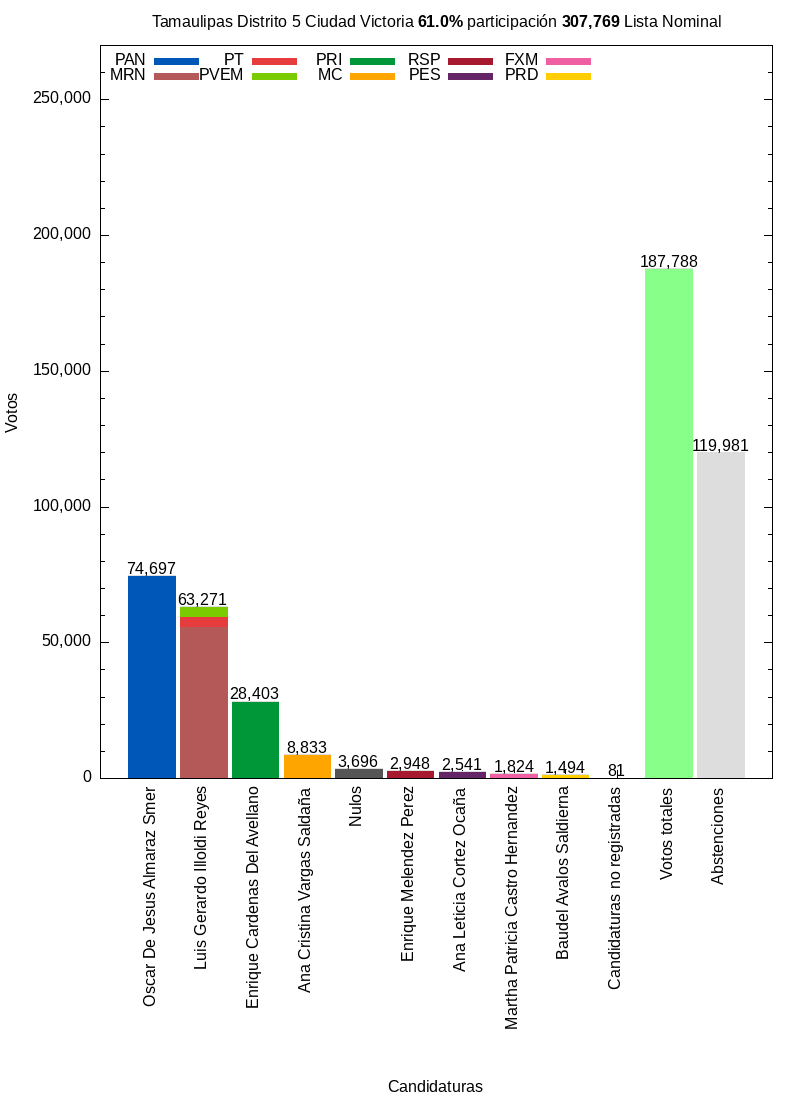 Tamaulipas Distrito 5 Ciudad Victoria 61.0% participación 307,769 Lista Nominal
PAN PT PRI RSP FXM
MRN PVEM MC PES PRD
250,000
200,000
150,000
100,000
50,000
0
Votos
74,697
63,271
28,403
8,833
3,696
2,948
2,541
1,824
1,494
81
187,788
119,981
Oscar De Jesus Almaraz Smer
Luis Gerardo Illoldi Reyes
Enrique Cardenas Del Avellano
Ana Cristina Vargas Saldaña
Nulos
Enrique Melendez Perez
Ana Leticia Cortez Ocaña
Martha Patricia Castro Hernandez
Baudel Avalos Saldierna
Candidaturas no registradas
Votos totales
Abstenciones
Candidaturas